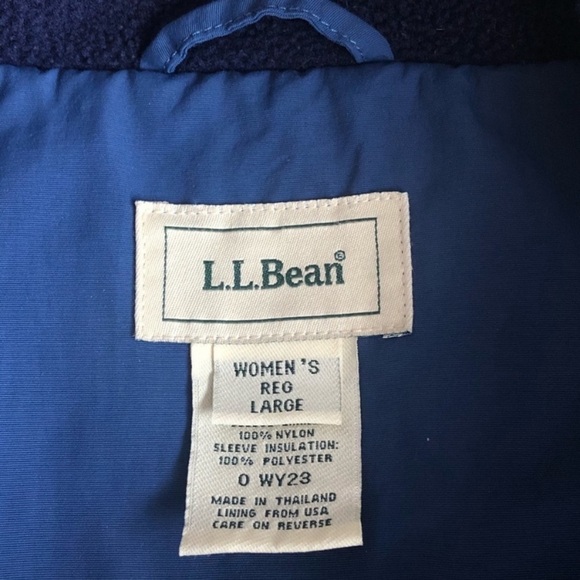 L.L.Bean®
WOMEN'S
REG
LARGE
100% NYLON
SLEEVE INSULATION:
100% POLYESTER
O WY23
MADE IN THAILAND
LINING FROM USA
CARE ON REVERSE